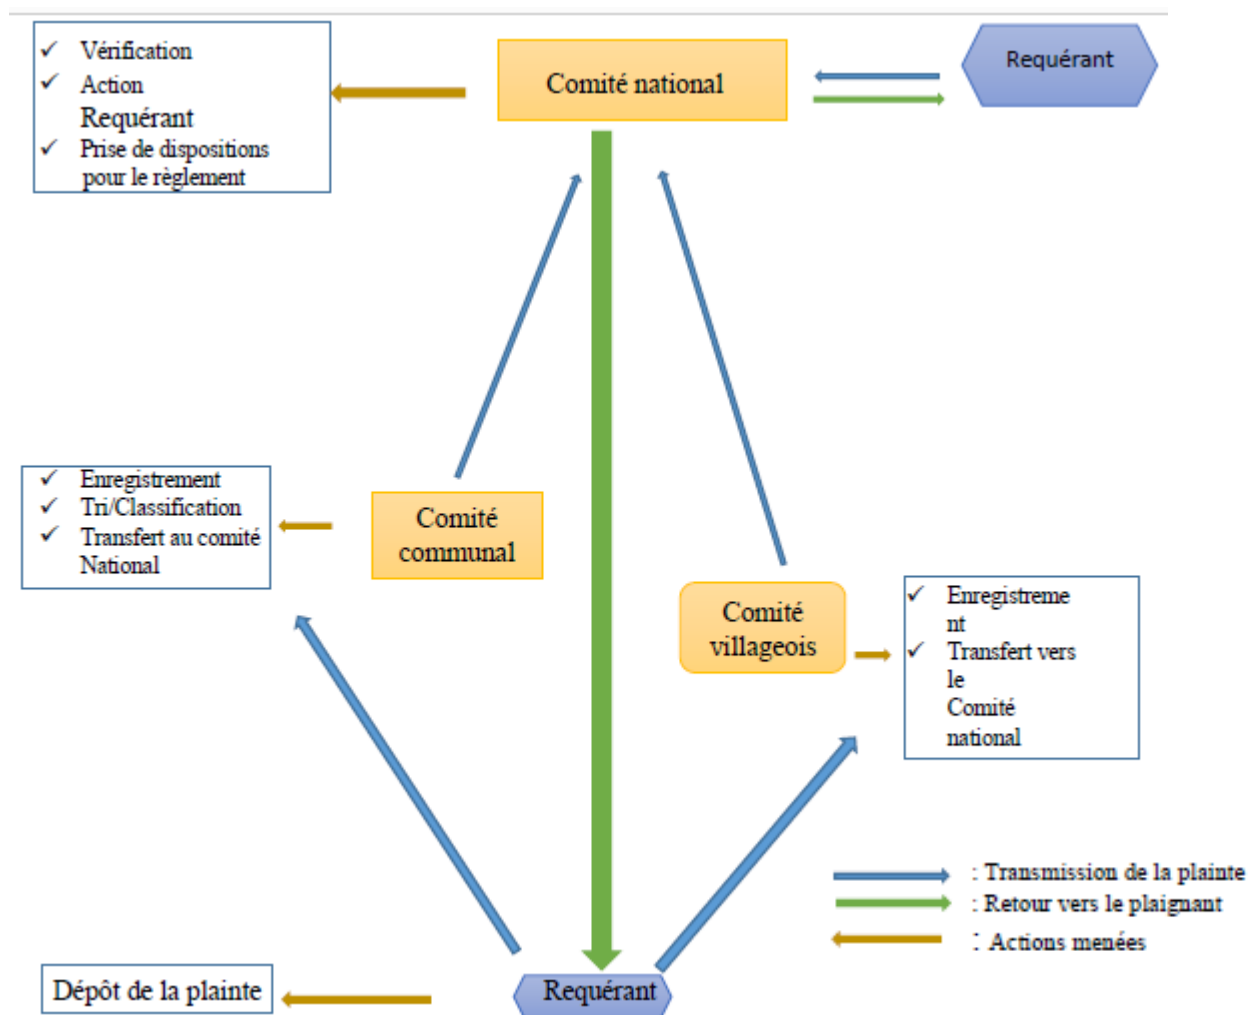 ✓ Vérification
✓ Action
Requérant
✓ Prise de dispositions
pour le règlement
Comité national
Requérant
✓ Enregistrement
✓ Tri/Classification
✓ Transfert au comité
National
Comité
communal
Comité
villageois
✓ Enregistreme
nt
✓ Transfert vers
le
Comité
national
: Transmission de la plainte
: Retour vers le plaignant
: Actions menées
Dépôt de la plainte
Requérant